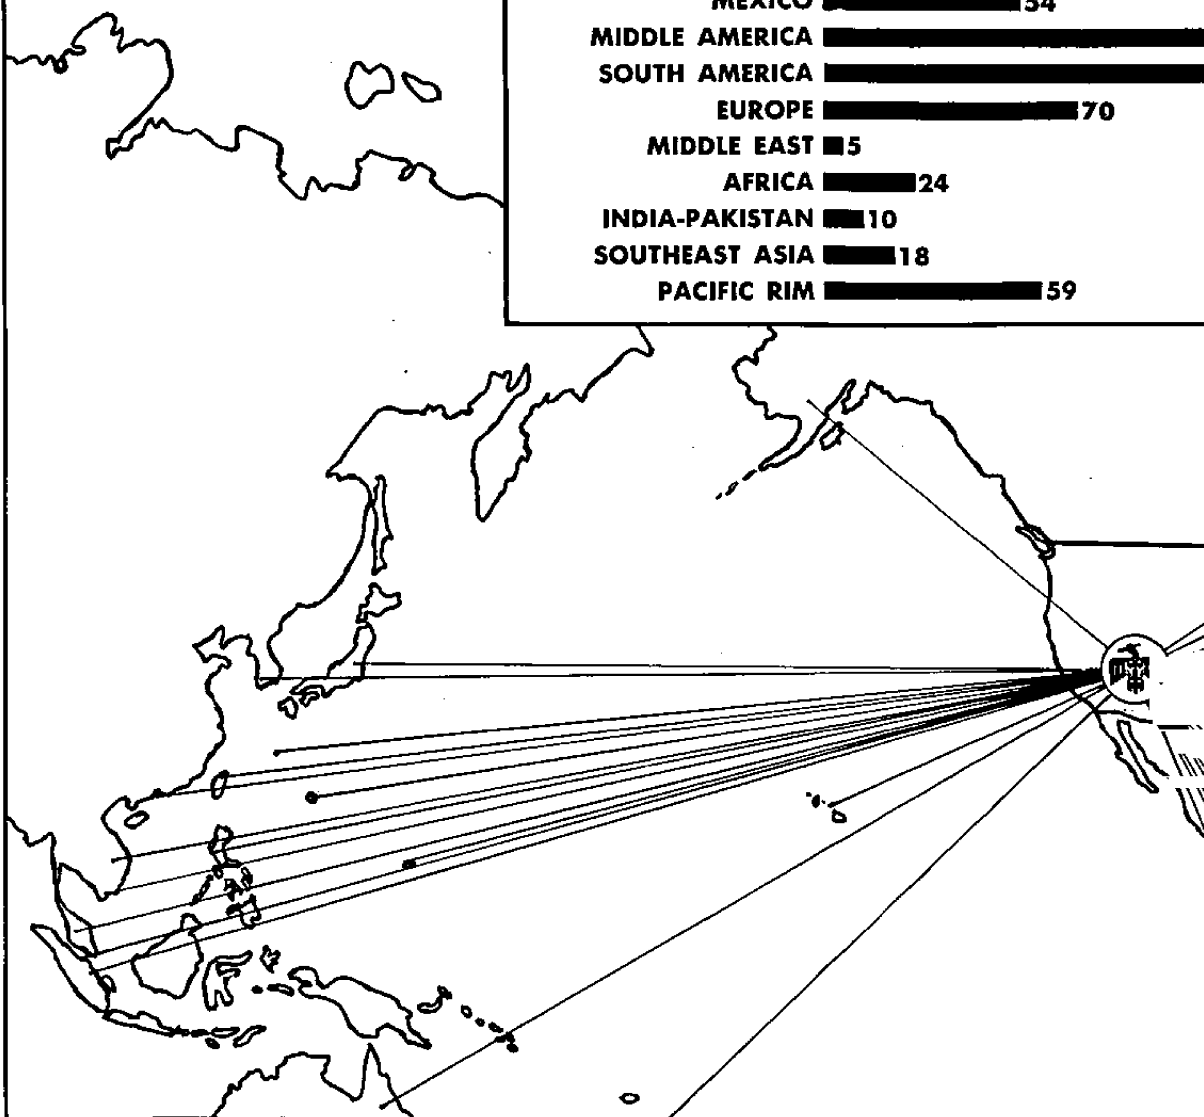 MEXICO 54
MIDDLE AMERICA
SOUTH AMERICA
EUROPE 70
MIDDLE EAST 5
AFRICA 24
INDIA-PAKISTAN 10
SOUTHEAST ASIA 18
PACIFIC RIM 59